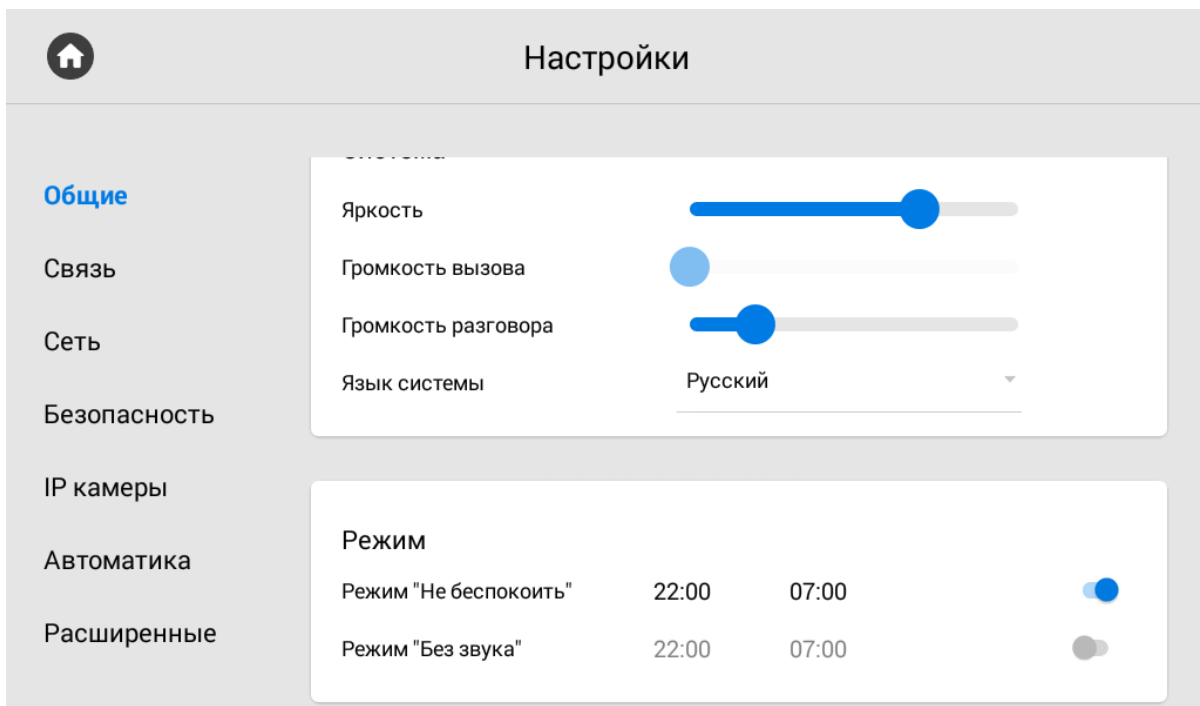 Настройки
Общие
Связь
Сеть
Безопасность
IP камеры
Автоматика
Расширенные
Яркость
Громкость вызова
Громкость разговора
Язык системы Русский
Режим
Режим "Не беспокоить" 22:00 07:00
Режим "Без звука" 22:00 07:00